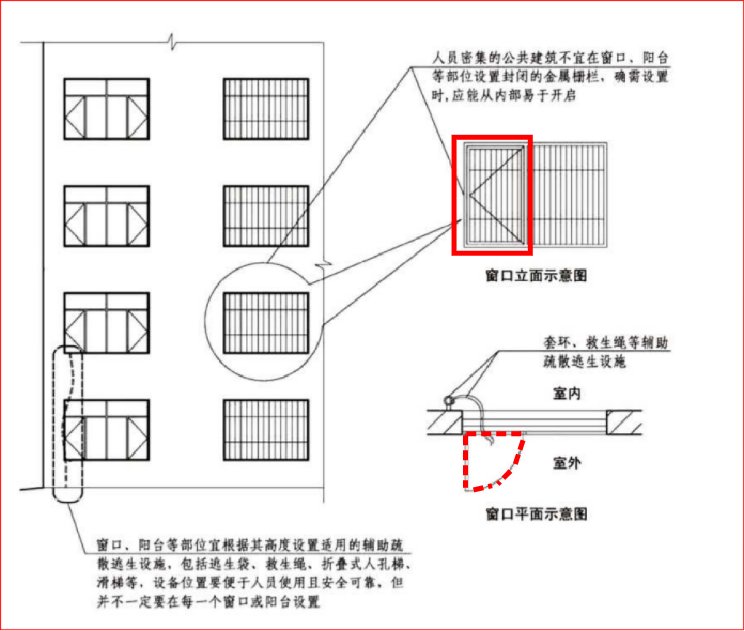 人员密集的公共建筑不宜在窗口、阳台
等部位设置封闭的金属栅栏，确需设置
时,应能从内部易于开启
窗口立面示意图
套环、救生绳等辅助
疏散逃生设施
室内
室外
窗口平面示意图
窗口、阳台等部位宜根据其高度设置适用的辅助疏
散逃生设施，包括逃生袋、救生绳、折叠式人孔梯、
滑梯等，设备位置要便于人员使用且安全可靠。但
并不一定要在每一个窗口或阳台设置